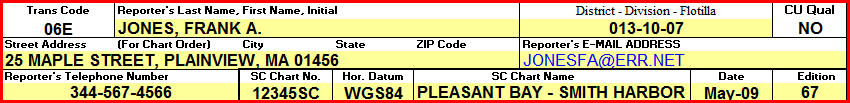 Trans Code Reporter's Last Name, First Name, Initial District - Division - Flotilla CU Qual
06E JONES, FRANK A. 013-10-07 NO
Street Address (For Chart Order) City State ZIP Code Reporter's E-MAIL ADDRESS
25 MAPLE STREET, PLAINVIEW, MA 01456 JONESFA@ERR.NET
Reporter's Telephone Number SC Chart No. Hor. Datum SC Chart Name Date Edition
344-567-4566 12345SC WGS84 PLEASANT BAY - SMITH HARBOR May-09 67